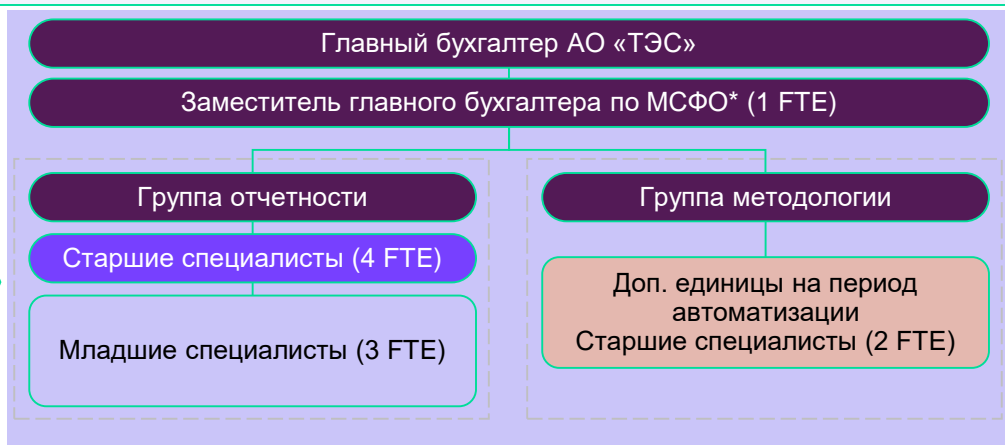 Главный бухгалтер АО «ТЭС»
Заместитель главного бухгалтера по МСФО* (1 FTE)
Группа отчетности
Группа методологии
Старшие специалисты (4 FTE)
Младшие специалисты (3 FTE)
Доп. единицы на период
автоматизации
Старшие специалисты (2 FTE)